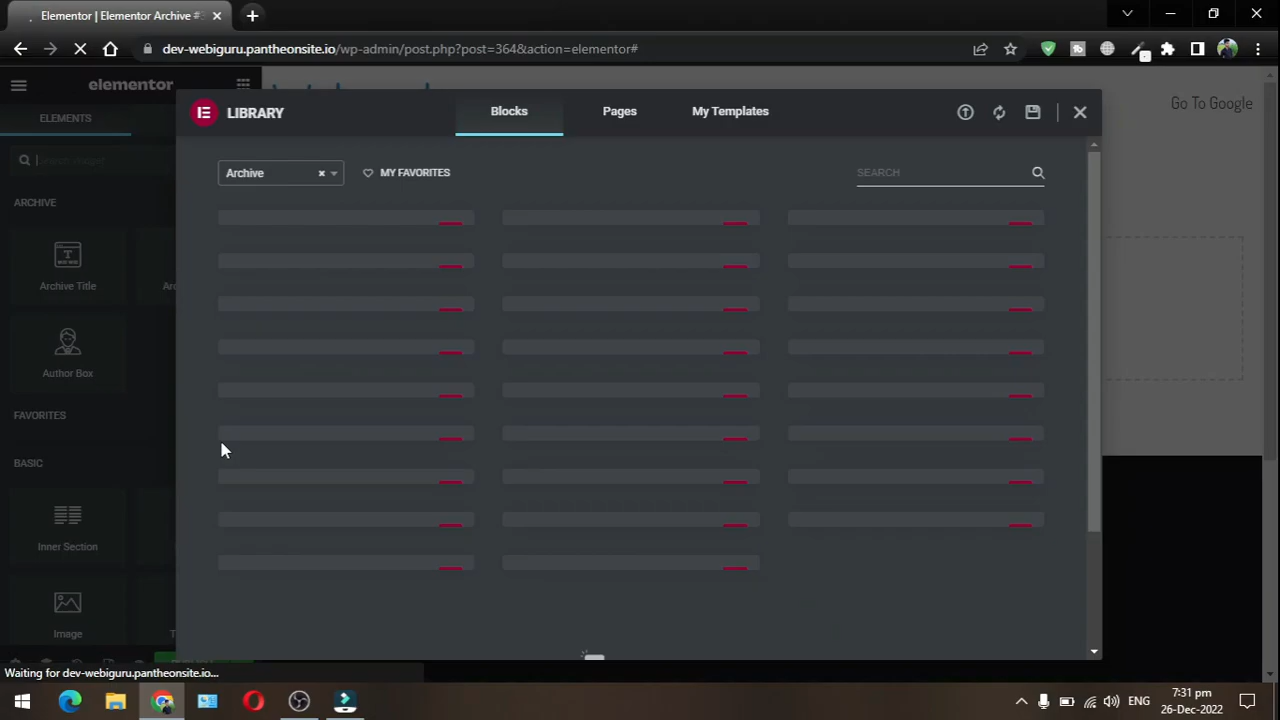 Elementor | Elementor Archive #
dev-webiguru.pantheonsite.io/wp-admin/post.php?post=364&action=elementor#
elementor
LIBRARY
Blocks
Pages
My Templates
Go To Google
ELEMENTS
Search Widget...
Archive
MY FAVORITES
SEARCH
ARCHIVE
Archive Title
Author Box
FAVORITES
BASIC
Inner Section
Image
Waiting for dev-webiguru.pantheonsite.io...
ENG
7:31 pm
26-Dec-2022